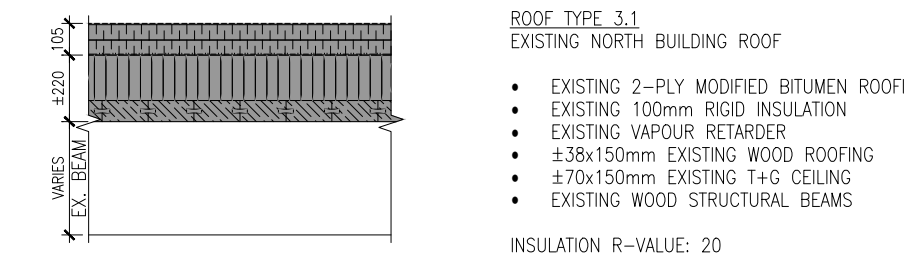 105
±220
VARIES
EX. BEAM
ROOF TYPE 3.1
EXISTING NORTH BUILDING ROOF
• EXISTING 2-PLY MODIFIED BITUMEN ROOFI
• EXISTING 100mm RIGID INSULATION
• EXISTING VAPOUR RETARDER
• ±38x150mm EXISTING WOOD ROOFING
• ±70x150mm EXISTING T+G CEILING
• EXISTING WOOD STRUCTURAL BEAMS
INSULATION R-VALUE: 20